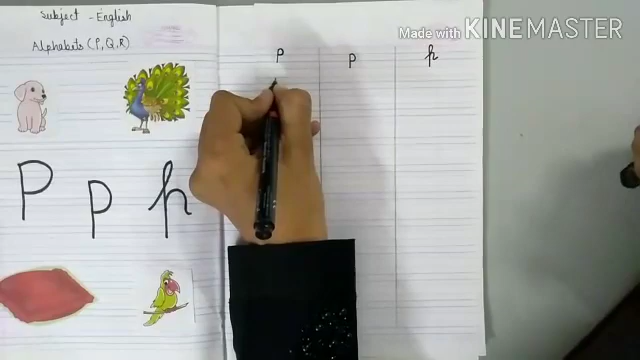 Subject - English
Alphabets (P, Q, R)
P p p
P p p
Made with KINEMASTER